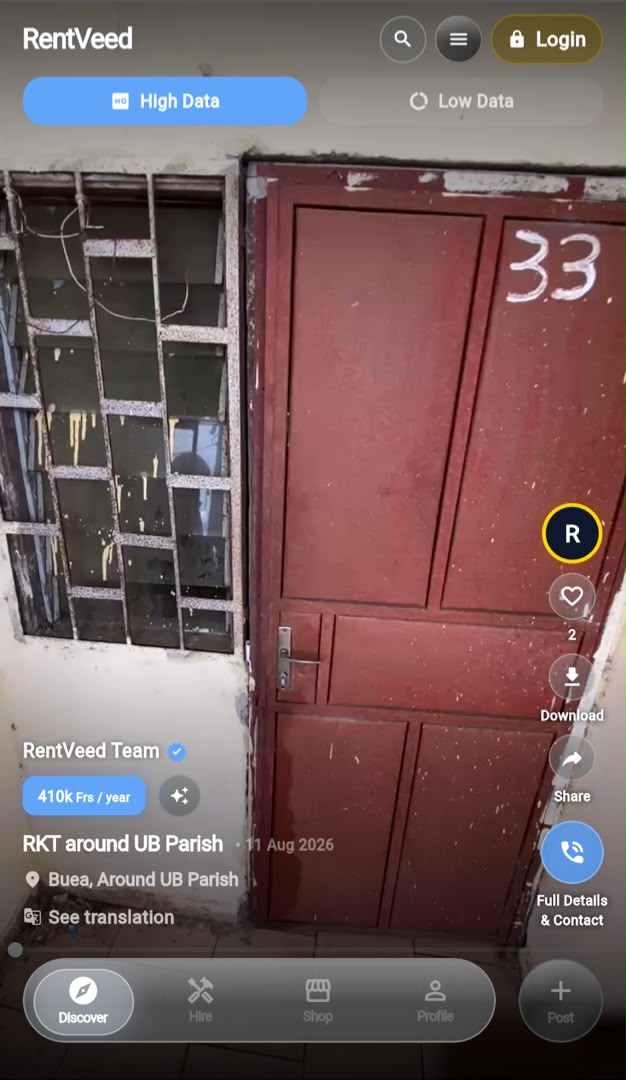 RentVeed
Login
High Data
Low Data
33
R
2
Download
Share
RentVeed Team
410k Frs / year
RKT around UB Parish • 11 Aug 2026
Buea, Around UB Parish
See translation
Full Details
& Contact
Discover
Hire
Shop
Profile
Post